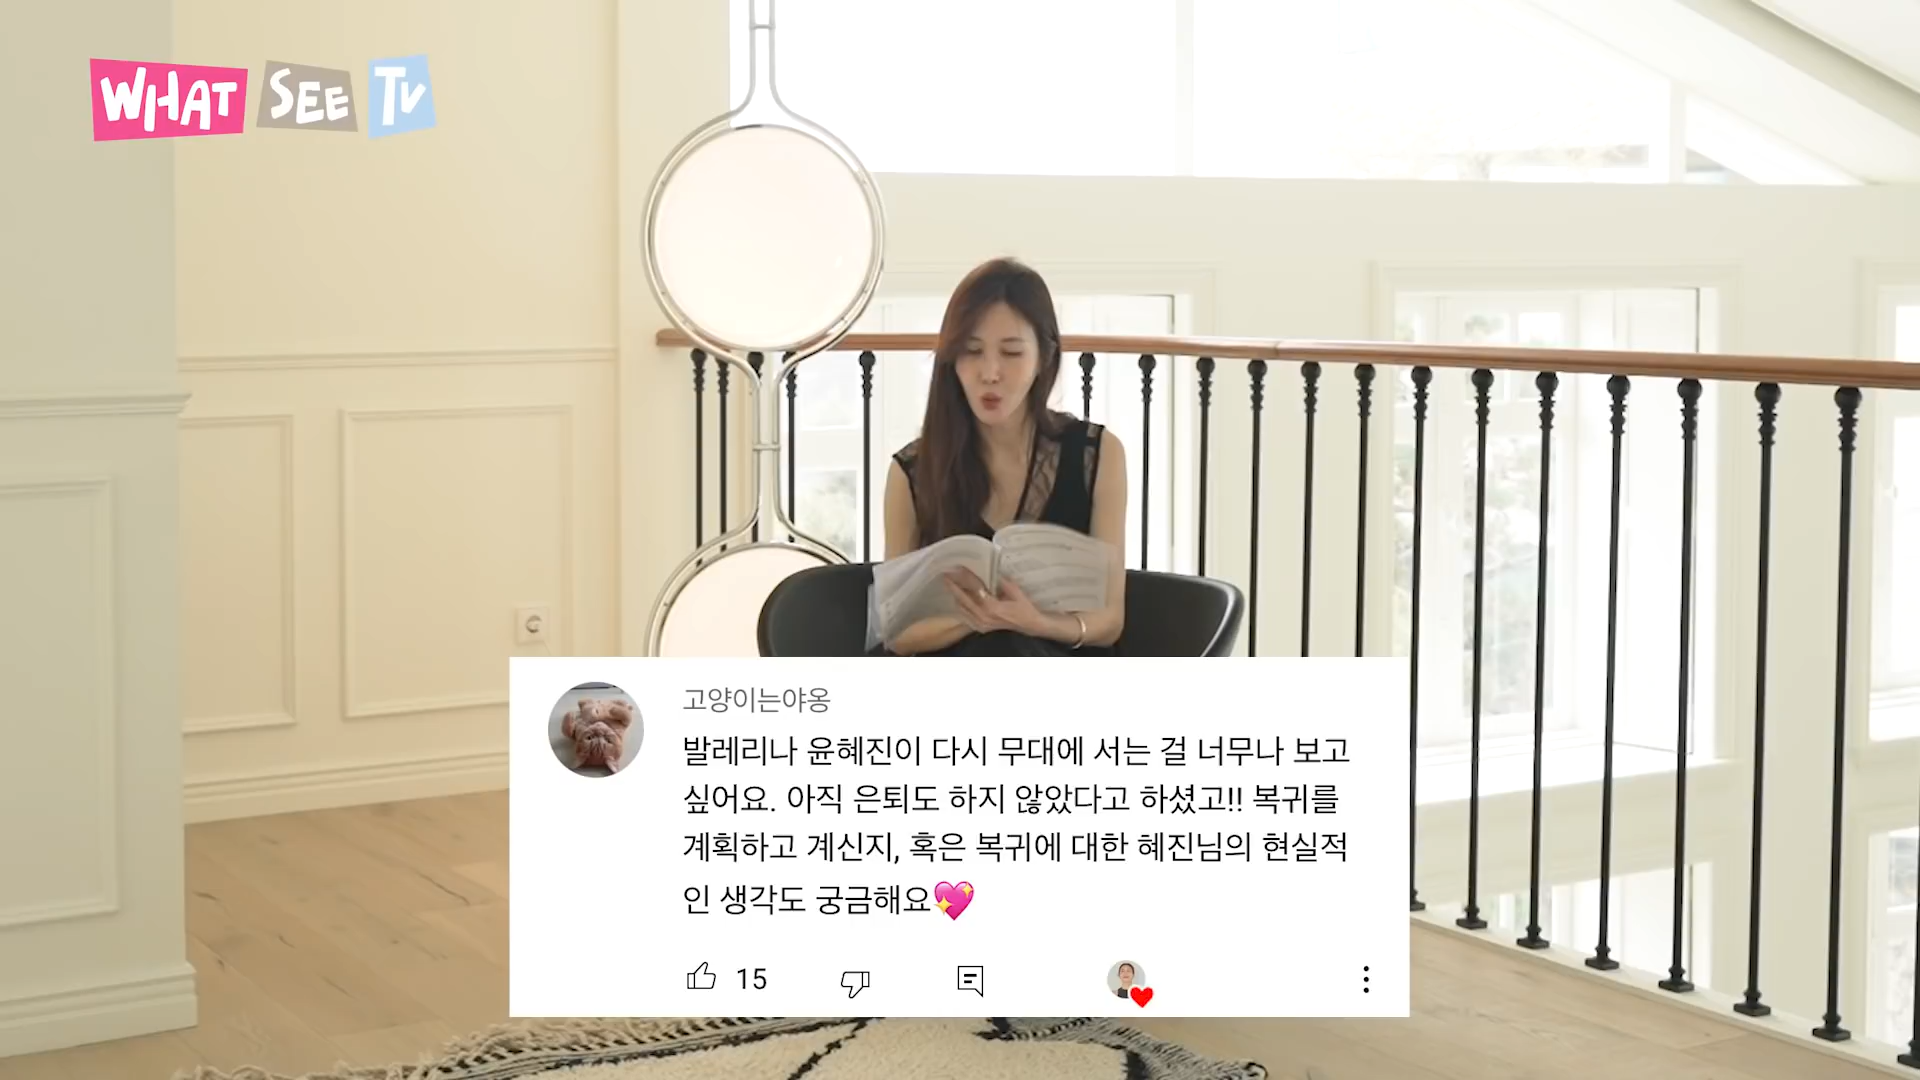 WHAT SEE TV
고양이는야옹
발레리나 윤혜진이 다시 무대에 서는 걸 너무나 보고
싶어요. 아직 은퇴도 하지 않았다고 하셨고!! 복귀를
계획하고 계신지, 혹은 복귀에 대한 혜진님의 현실적
인 생각도 궁금해요💖
15